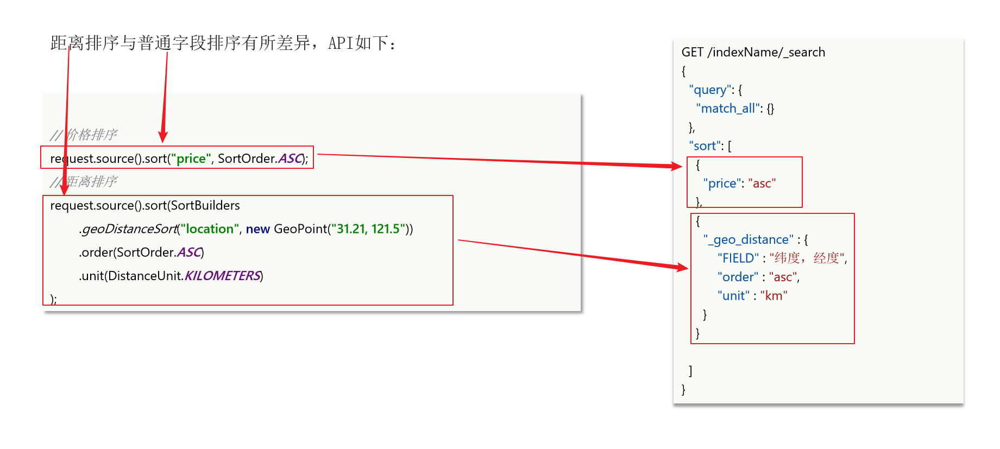 距离排序与普通字段排序有所差异，API如下：
// 价格排序
request.source().sort("price", SortOrder.ASC);
// 距离排序
request.source().sort(SortBuilders
.geoDistanceSort("location", new GeoPoint("31.21, 121.5"))
.order(SortOrder.ASC)
.unit(DistanceUnit.KILOMETERS)
);
GET /indexName/_search
{
"query": {
"match_all": {}
},
"sort": [
{
"price": "asc"
},
{
"_geo_distance" : {
"FIELD" : "纬度，经度",
"order" : "asc",
"unit" : "km"
}
}
]
}